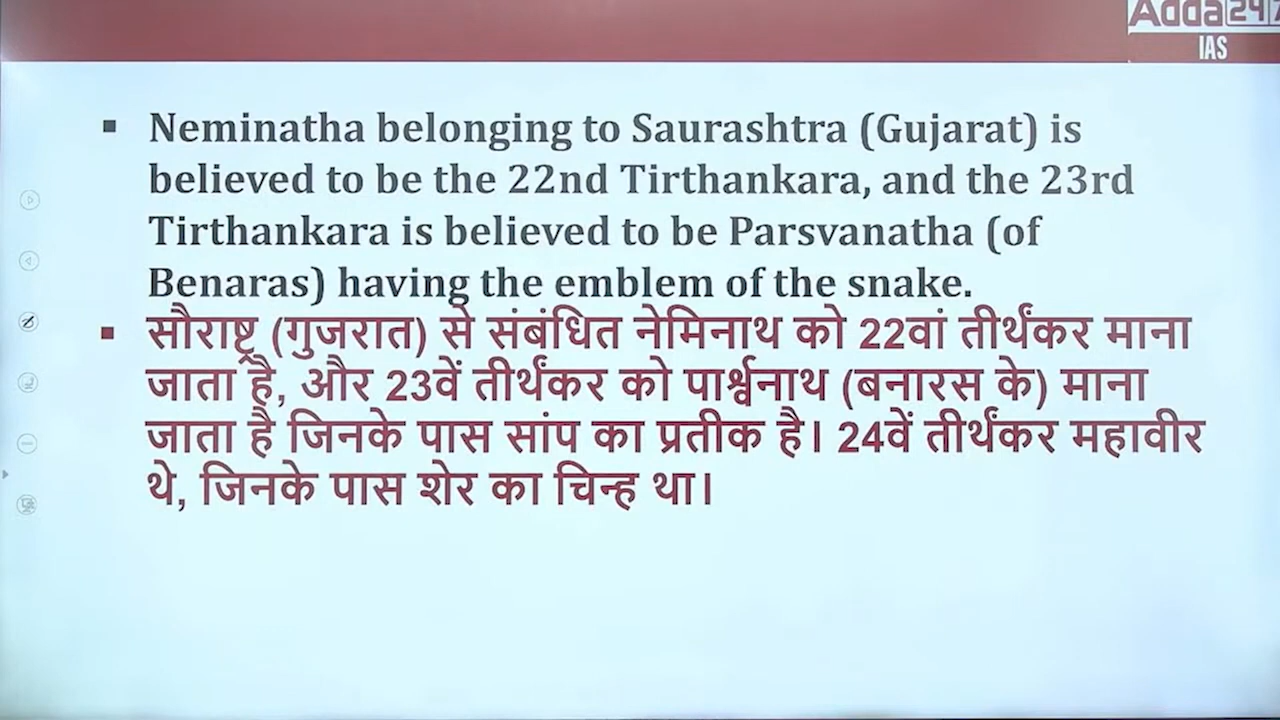 Adda247
IAS
▪ Neminatha belonging to Saurashtra (Gujarat) is
believed to be the 22nd Tirthankara, and the 23rd
Tirthankara is believed to be Parsvanatha (of
Benaras) having the emblem of the snake.
▪ सौराष्ट्र (गुजरात) से संबंधित नेमिनाथ को 22वां तीर्थंकर माना
जाता है, और 23वें तीर्थंकर को पार्श्वनाथ (बनारस के) माना
जाता है जिनके पास सांप का प्रतीक है। 24वें तीर्थंकर महावीर
थे, जिनके पास शेर का चिन्ह था।